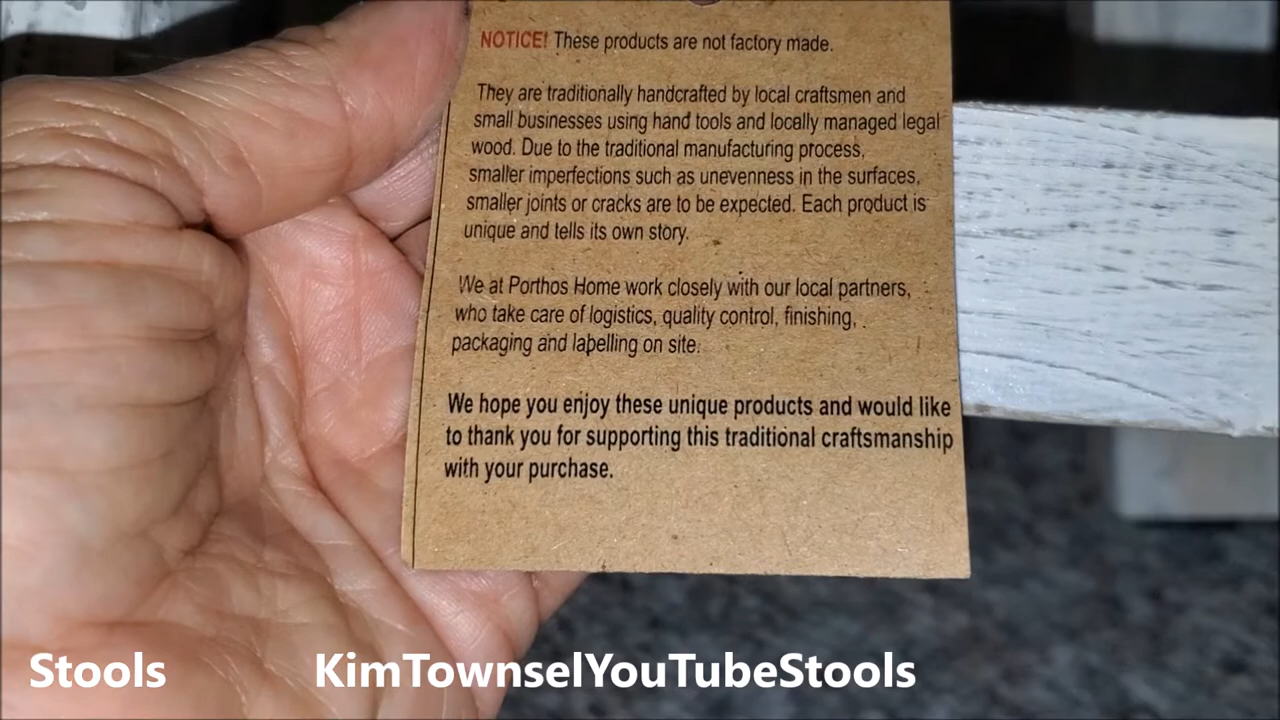 NOTICE! These products are not factory made.
They are traditionally handcrafted by local craftsmen and
small businesses using hand tools and locally managed legal
wood. Due to the traditional manufacturing process,
smaller imperfections such as unevenness in the surfaces,
smaller joints or cracks are to be expected. Each product is
unique and tells its own story.
We at Porthos Home work closely with our local partners,
who take care of logistics, quality control, finishing,
packaging and labelling on site.
We hope you enjoy these unique products and would like
to thank you for supporting this traditional craftsmanship
with your purchase.
Stools KimTownselYouTubeStools